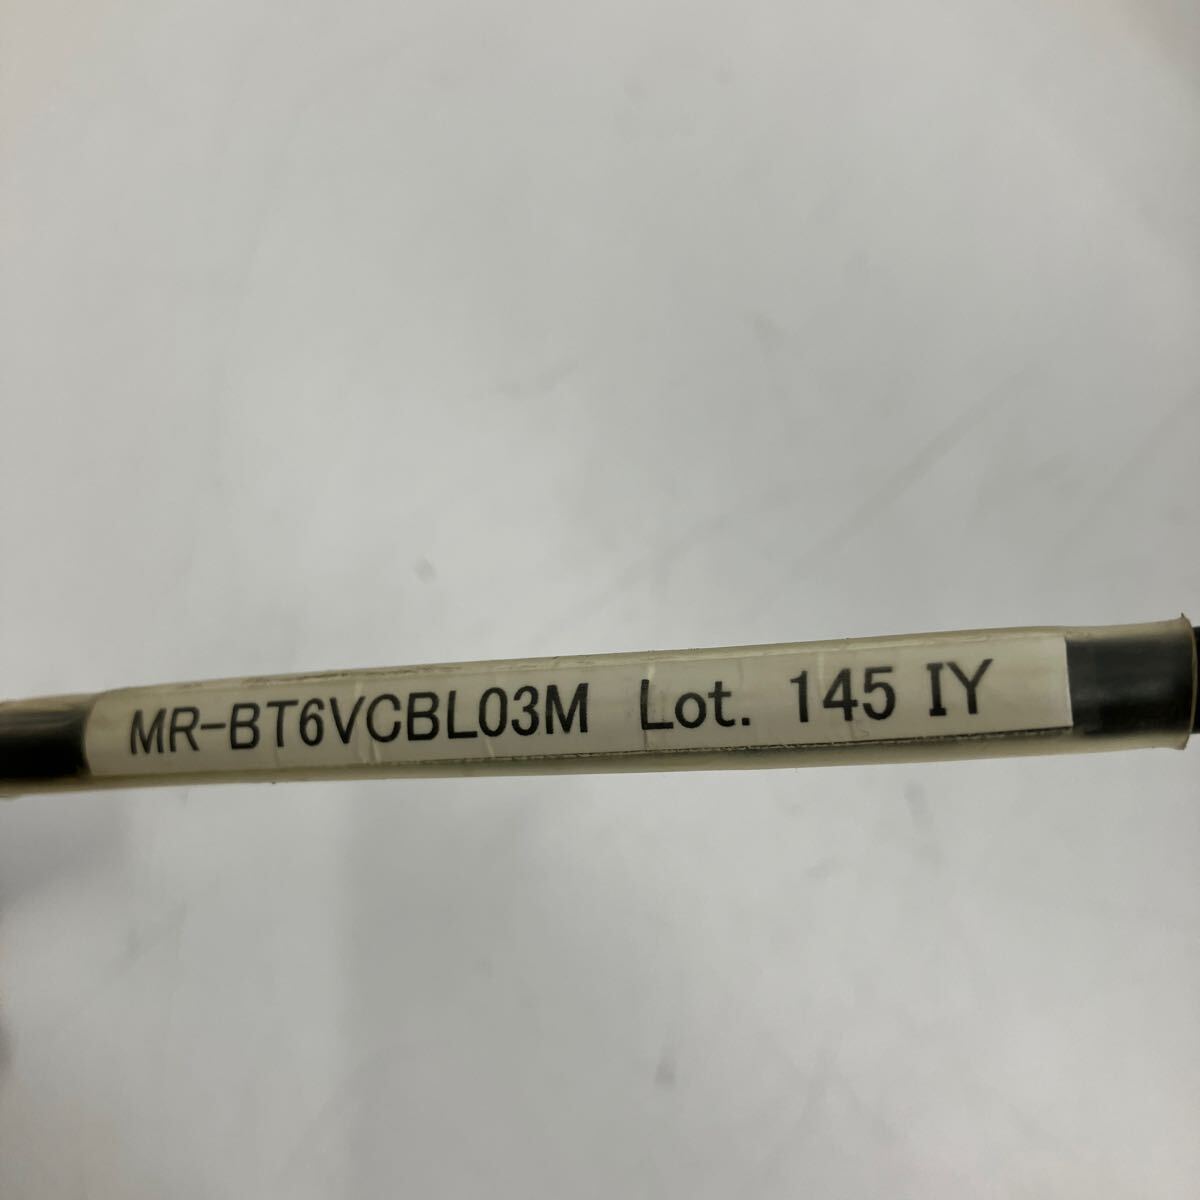 MR-BT6VCBL03M Lot. 145 IY